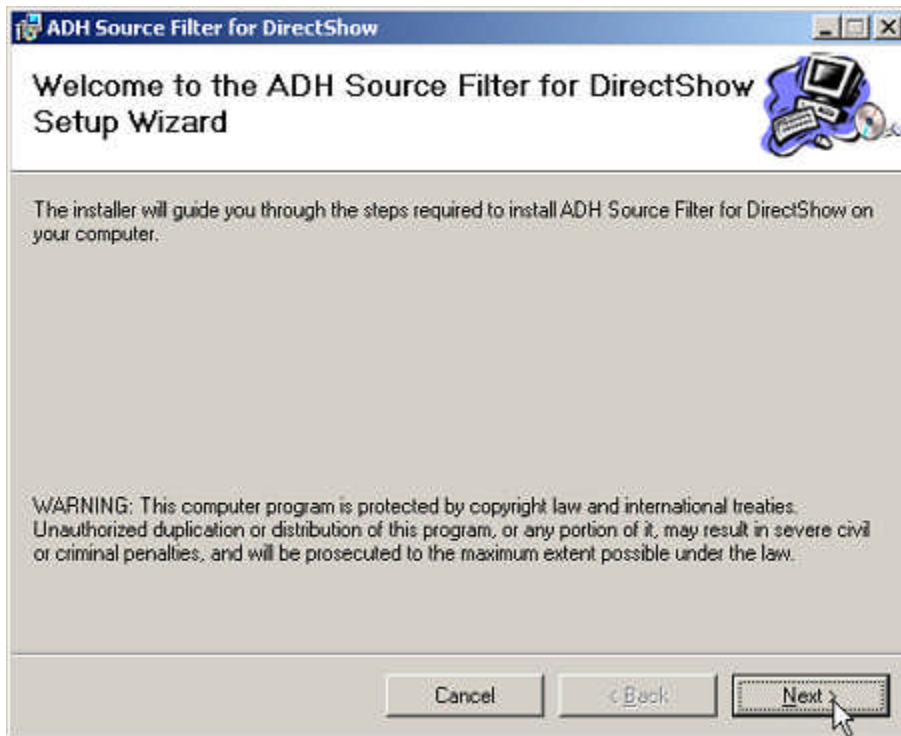 ADH Source Filter for DirectShow
Welcome to the ADH Source Filter for DirectShow
Setup Wizard
The installer will guide you through the steps required to install ADH Source Filter for DirectShow on
your computer.
WARNING: This computer program is protected by copyright law and international treaties.
Unauthorized duplication or distribution of this program, or any portion of it, may result in severe civil
or criminal penalties, and will be prosecuted to the maximum extent possible under the law.
Cancel < Back Next >